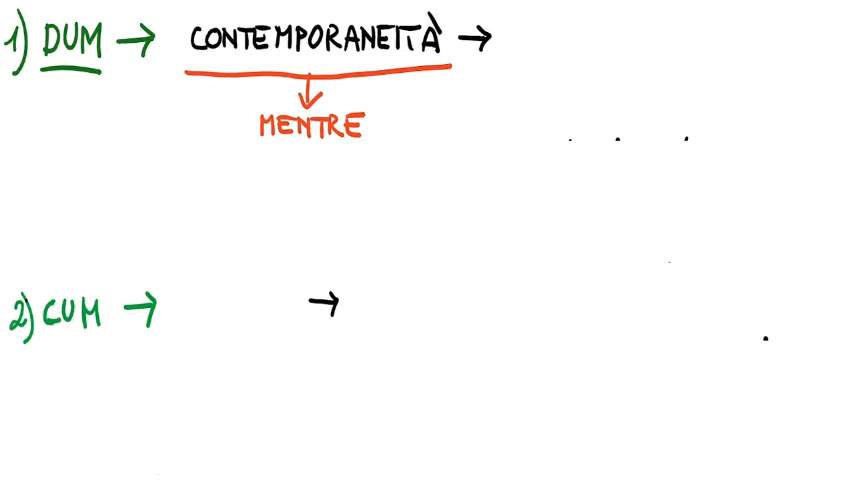 1) DUM → CONTEMPORANEITÀ →
MENTRE
2) CUM → →